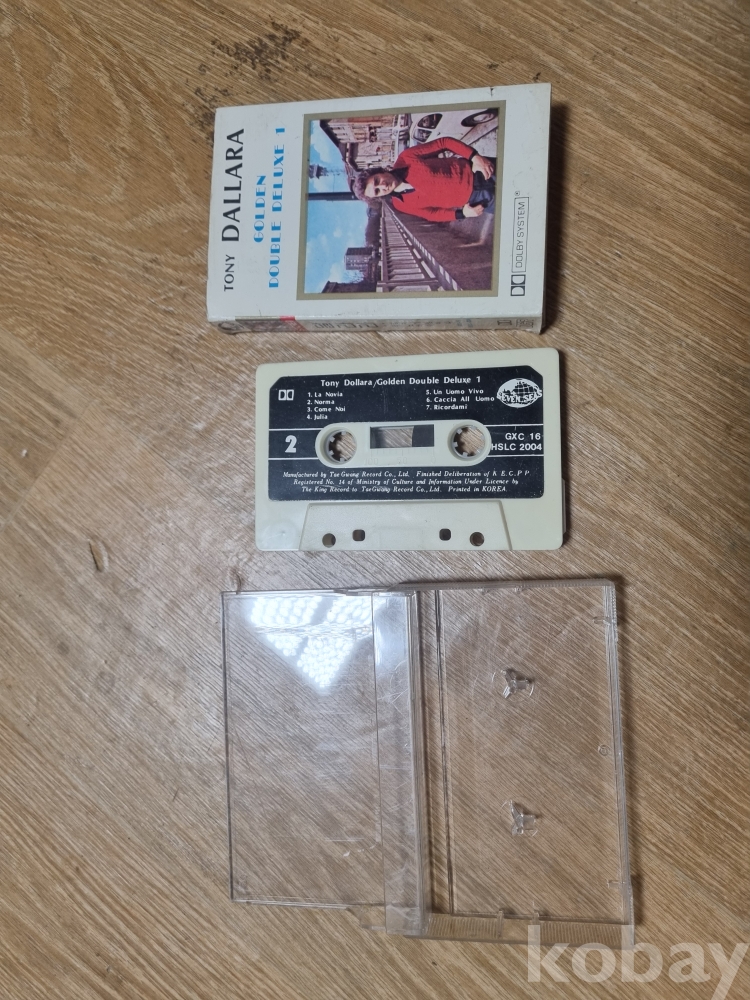 TONY DALLARA
GOLDEN
DOUBLE DELUXE 1
DOLBY SYSTEM®
Tony Dollara/Golden Double Deluxe 1
1. La Novia
2. Norma
3. Come Noi
4. Julia
5. Un Uomo Vivo
6. Caccia All Uomo
7. Ricordami
SEVEN SEAS
2
GXC 16
HSLC 2004
Manufactured by Tae Gwang Record Co., Ltd. Finished Deliberation of K. E. C. P P.
Registered No. 14 of Ministry of Culture and Information Under Licence by
The King Record to TaeGwang Record Co., Ltd. Printed in KOREA.
kobay